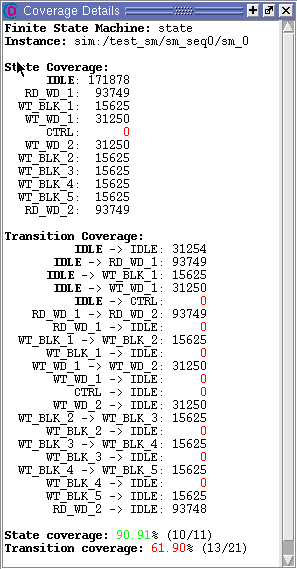 Coverage Details
Finite State Machine: state
Instance: sim:/test_sm/sm_seq0/sm_0
State Coverage:
IDLE: 171878
RD_WD_1: 93749
WT_BLK_1: 15625
WT_WD_1: 31250
CTRL: 0
WT_WD_2: 31250
WT_BLK_2: 15625
WT_BLK_3: 15625
WT_BLK_4: 15625
WT_BLK_5: 15625
RD_WD_2: 93749
Transition Coverage:
IDLE -> IDLE: 31254
IDLE -> RD_WD_1: 93749
IDLE -> WT_BLK_1: 15625
IDLE -> WT_WD_1: 31250
IDLE -> CTRL: 0
RD_WD_1 -> RD_WD_2: 93749
RD_WD_1 -> IDLE: 0
WT_BLK_1 -> WT_BLK_2: 15625
WT_BLK_1 -> IDLE: 0
WT_WD_1 -> WT_WD_2: 31250
WT_WD_1 -> IDLE: 0
CTRL -> IDLE: 0
WT_WD_2 -> IDLE: 31250
WT_BLK_2 -> WT_BLK_3: 15625
WT_BLK_2 -> IDLE: 0
WT_BLK_3 -> WT_BLK_4: 15625
WT_BLK_3 -> IDLE: 0
WT_BLK_4 -> WT_BLK_5: 15625
WT_BLK_4 -> IDLE: 0
WT_BLK_5 -> IDLE: 15625
RD_WD_2 -> IDLE: 93748
State coverage: 90.91% (10/11)
Transition coverage: 61.90% (13/21)